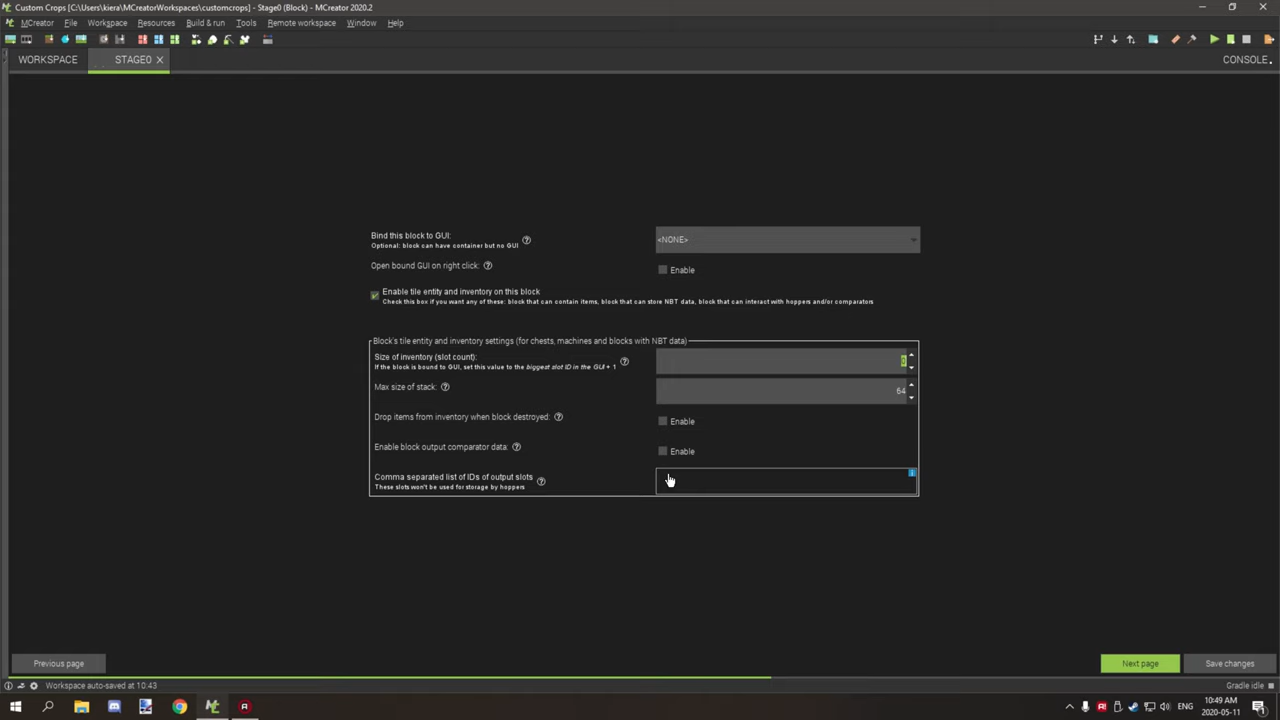 Custom Crops [C:\Users\kiera\MCreatorWorkspaces\customcrops] - Stage0 (Block) - MCreator 2020.2
MCreator File Workspace Resources Build & run Tools Remote workspace Window Help
WORKSPACE STAGE0 CONSOLE
Bind this block to GUI:
Optional: block can have container but no GUI
<NONE>
Open bound GUI on right click:
Enable
Enable tile entity and inventory on this block
Check this box if you want any of these: block that can contain items, block that can store NBT data, block that can interact with hoppers and/or comparators
Block's tile entity and inventory settings (for chests, machines and blocks with NBT data)
Size of inventory (slot count):
If the block is bound to GUI, set this value to the biggest slot ID in the GUI + 1
0
Max size of stack:
64
Drop items from inventory when block destroyed:
Enable
Enable block output comparator data:
Enable
Comma separated list of IDs of output slots
These slots won't be used for storage by hoppers
Previous page Next page Save changes
Workspace auto-saved at 10:43 Gradle idle
ENG 10:49 AM
2020-05-11